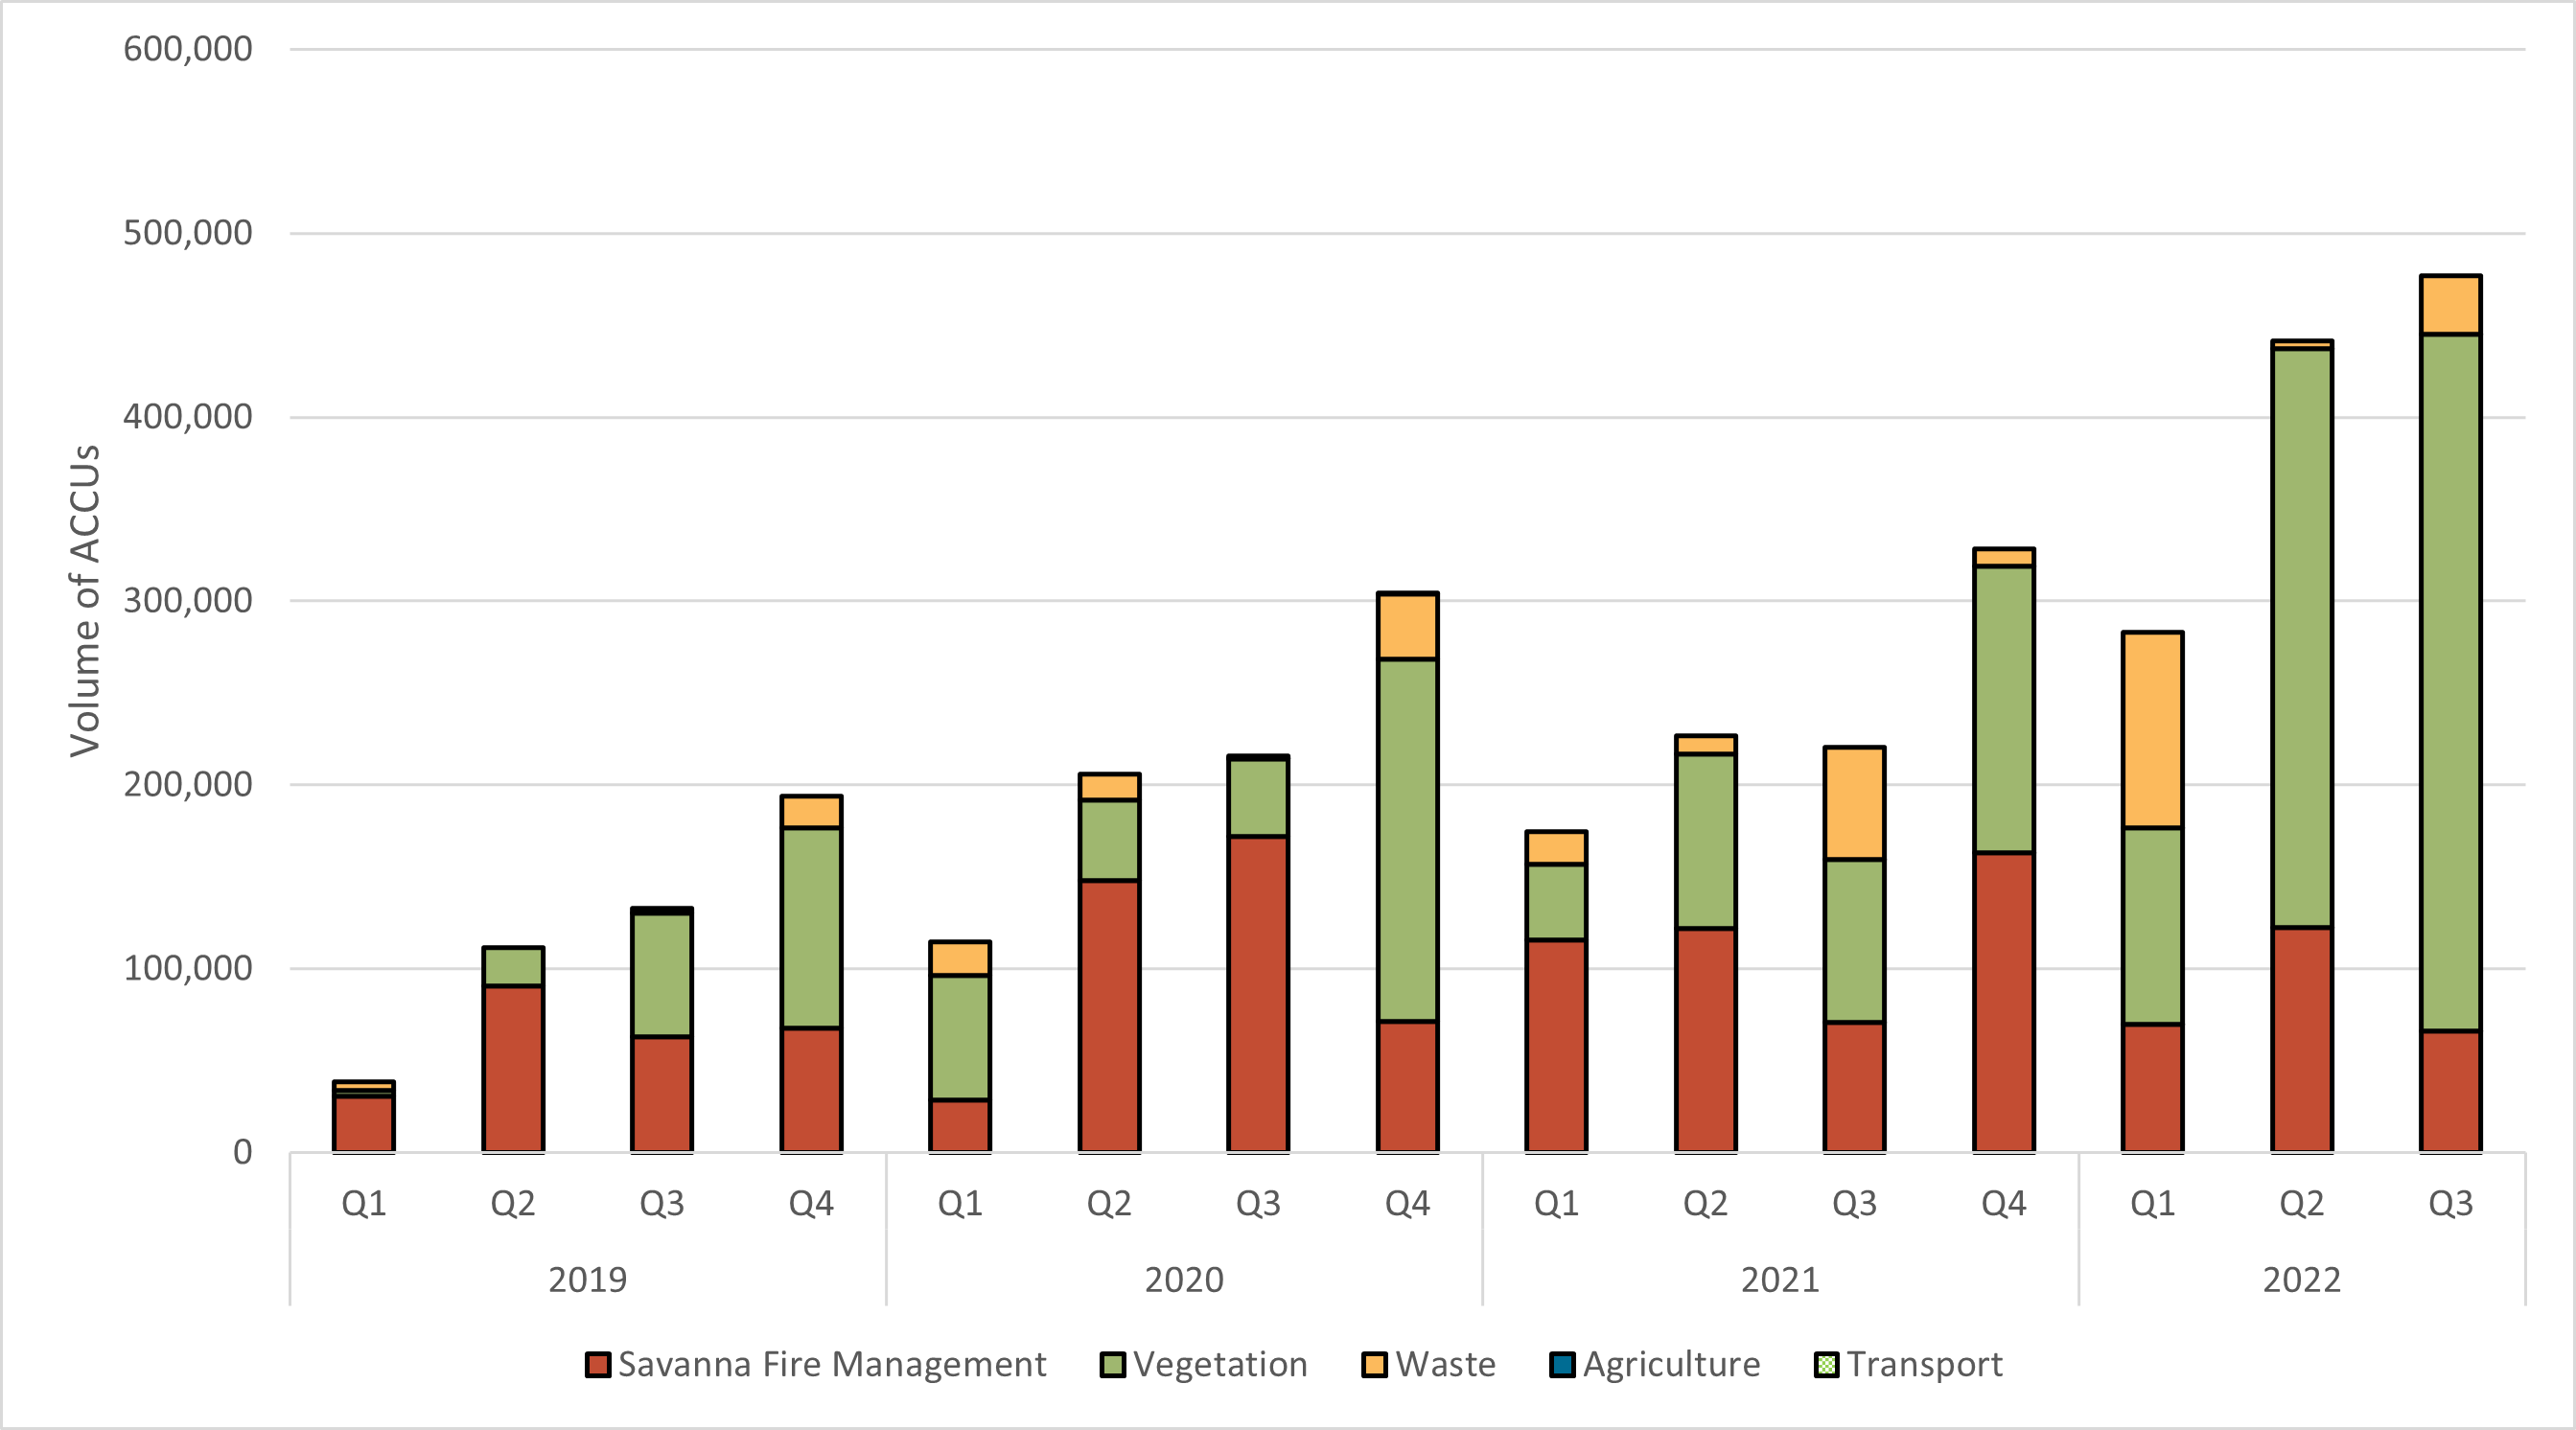 600,000
500,000
400,000
300,000
200,000
100,000
0
Volume of ACCUs
Q1 Q2 Q3 Q4 Q1 Q2 Q3 Q4 Q1 Q2 Q3 Q4 Q1 Q2 Q3
2019 2020 2021 2022
Savanna Fire Management Vegetation Waste Agriculture Transport